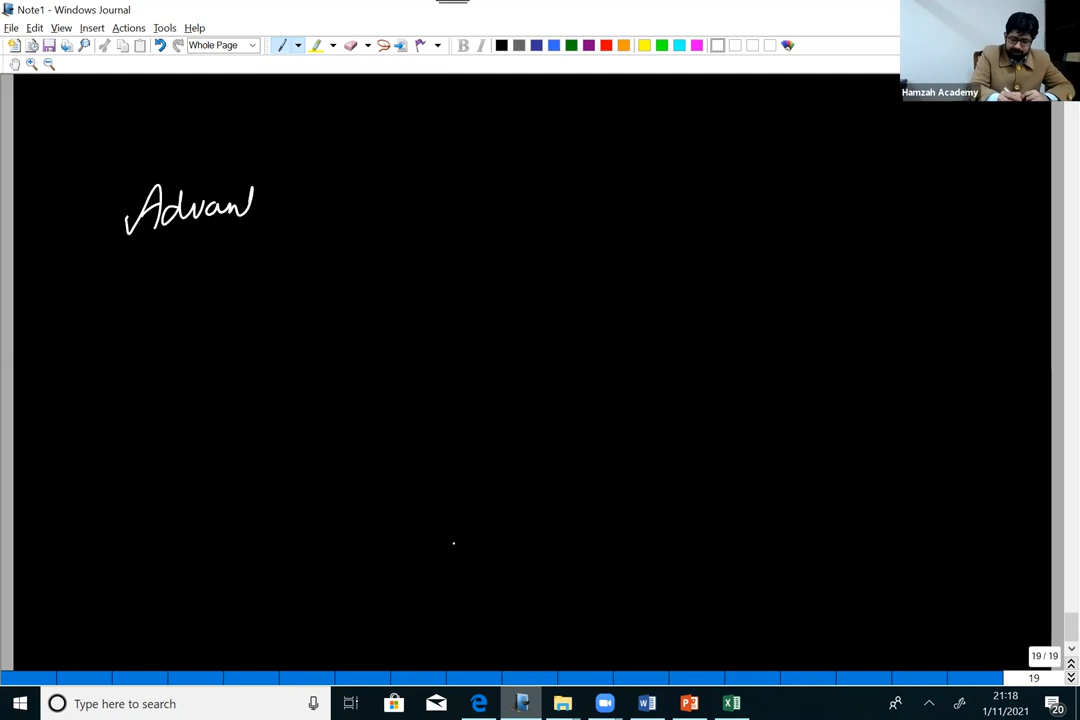 Note1 - Windows Journal
File Edit View Insert Actions Tools Help
Whole Page
B I
Hamzah Academy
Advan
19 / 19
19
Type here to search
21:18
1/11/2021
20